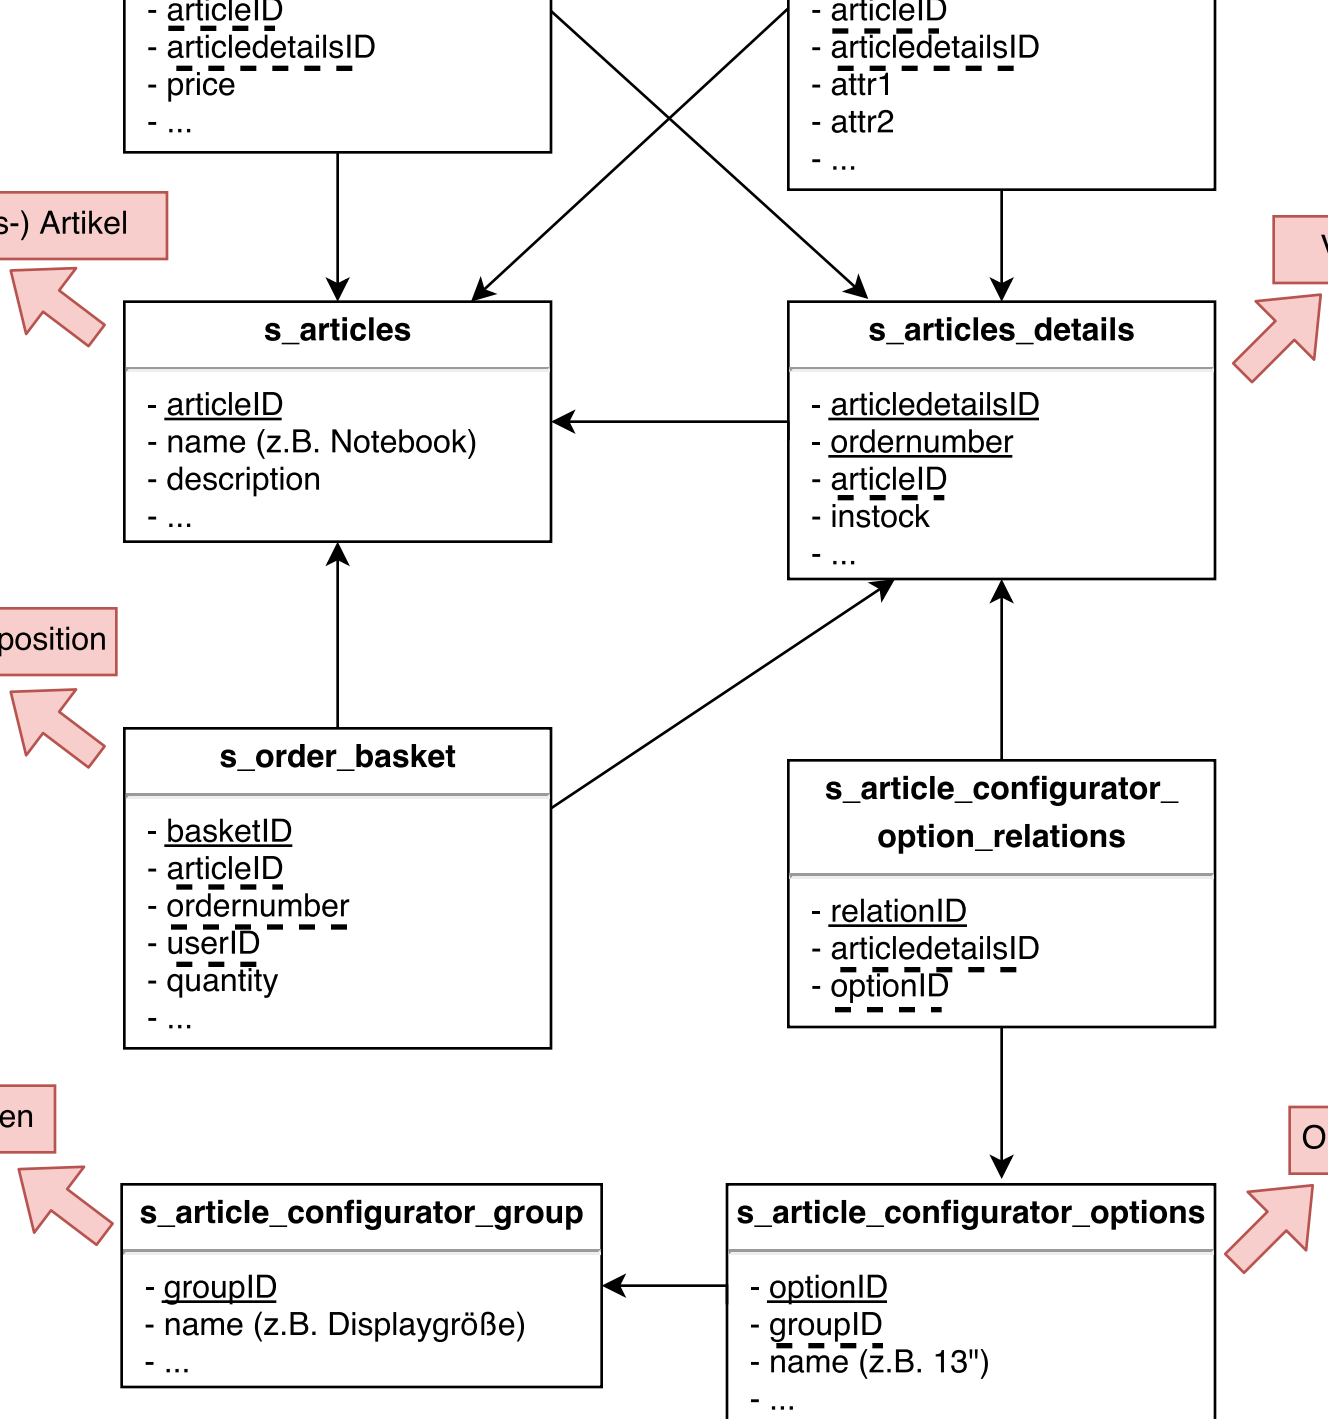 - articleID
- articledetailsID
- price
- ...
- articleID
- articledetailsID
- attr1
- attr2
- ...
s-) Artikel
s_articles
- articleID
- name (z.B. Notebook)
- description
- ...
s_articles_details
- articledetailsID
- ordernumber
- articleID
- instock
- ...
position
s_order_basket
- basketID
- articleID
- ordernumber
- userID
- quantity
- ...
s_article_configurator_
option_relations
- relationID
- articledetailsID
- optionID
en
s_article_configurator_group
- groupID
- name (z.B. Displaygröße)
- ...
O
s_article_configurator_options
- optionID
- groupID
- name (z.B. 13")
- ...